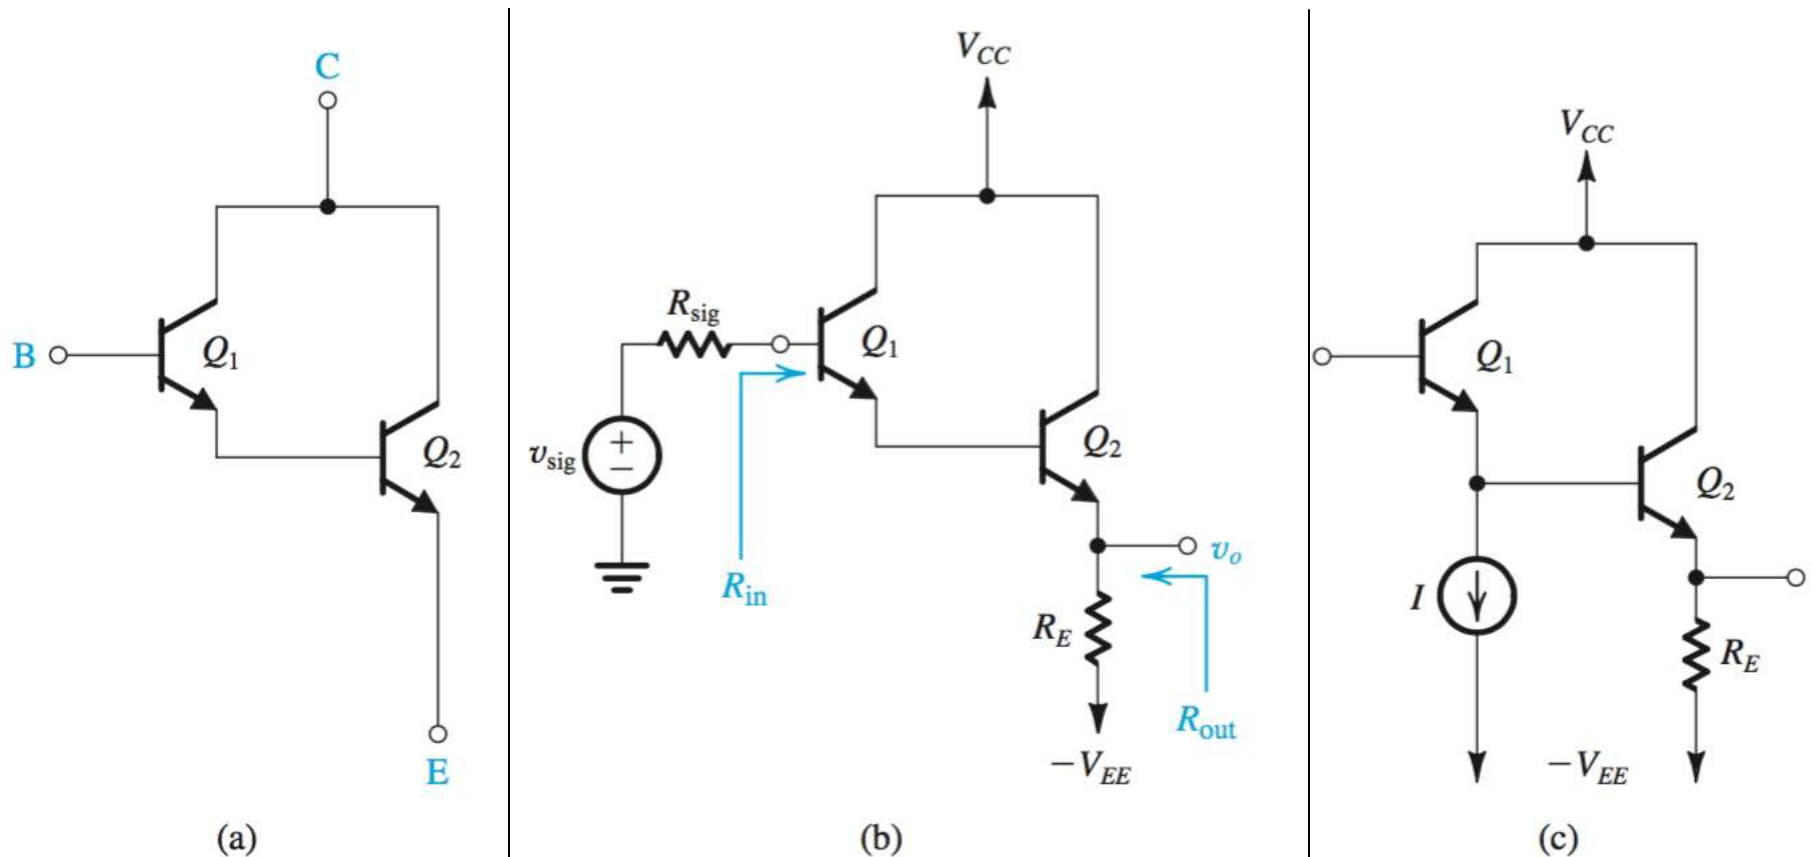 C
B
Q1
Q2
E
(a)
VCC
Rsig
Q1
vsig
+
−
Q2
vo
Rin
RE
Rout
−VEE
(b)
VCC
Q1
Q2
I
RE
−VEE
(c)